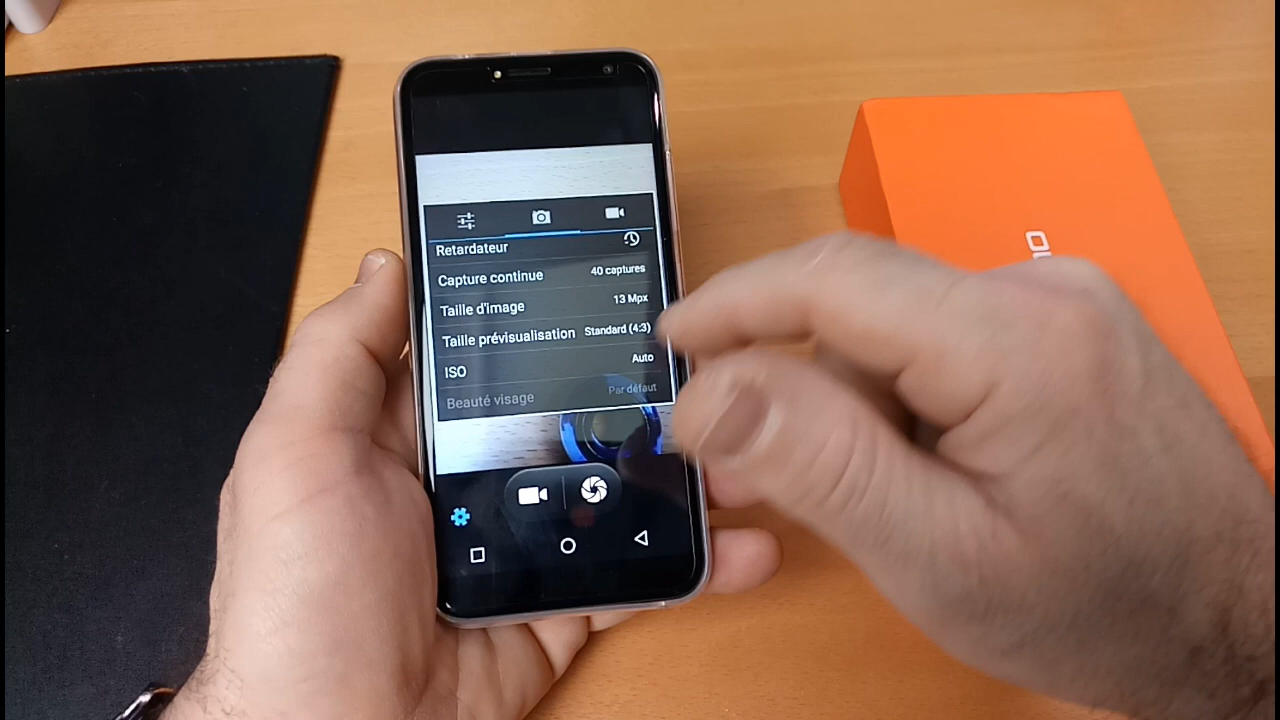 Retardateur
Capture continue 40 captures
Taille d'image 13 Mpx
Taille prévisualisation Standard (4:3)
ISO Auto
Beauté visage Par défaut